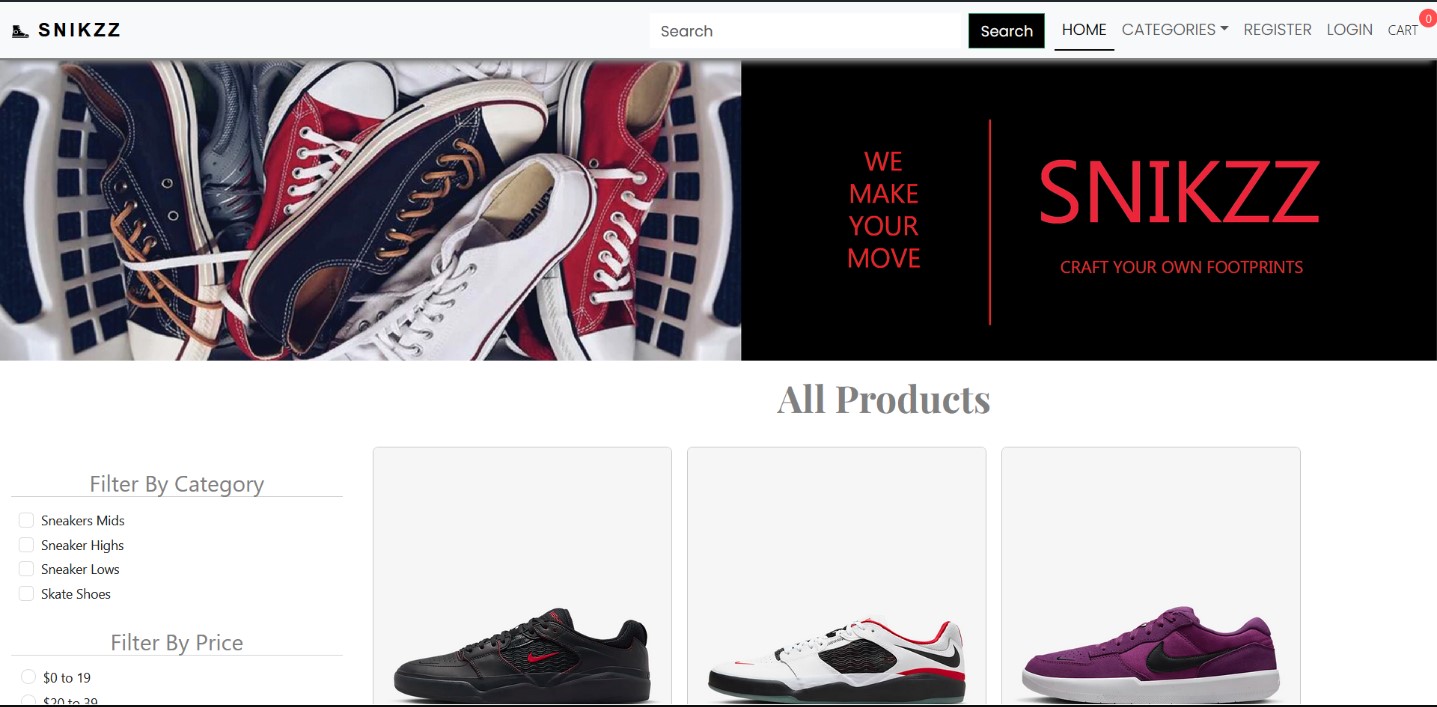 SNIKZZ
Search
Search
HOME
CATEGORIES
REGISTER
LOGIN
CART
0
WE
MAKE
YOUR
MOVE
SNIKZZ
CRAFT YOUR OWN FOOTPRINTS
All Products
Filter By Category
Sneakers Mids
Sneaker Highs
Sneaker Lows
Skate Shoes
Filter By Price
$0 to 19
$20 to 39